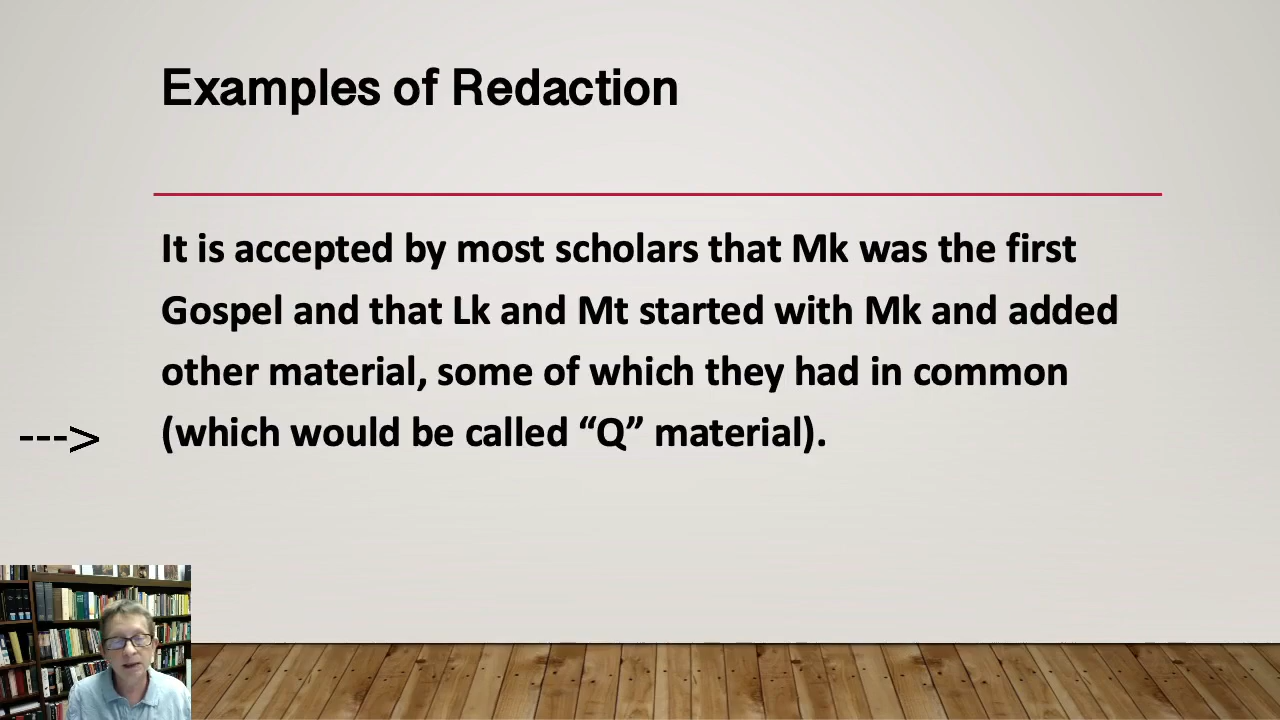 Examples of Redaction
It is accepted by most scholars that Mk was the first
Gospel and that Lk and Mt started with Mk and added
other material, some of which they had in common
---> (which would be called “Q” material).